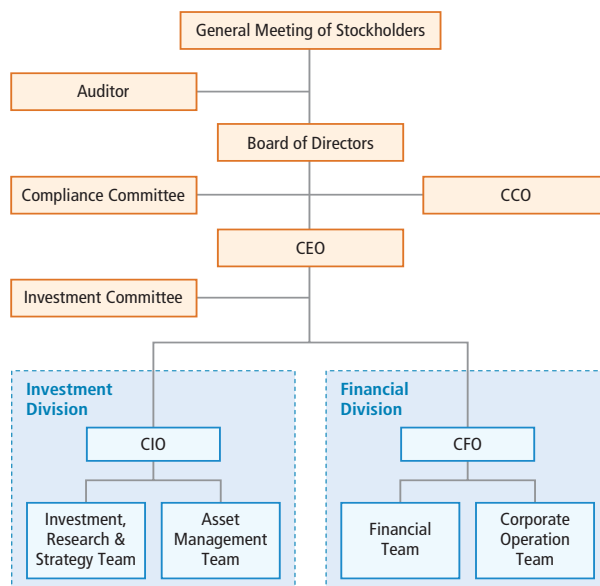 General Meeting of Stockholders
Auditor
Board of Directors
Compliance Committee
CCO
CEO
Investment Committee
Investment
Division
CIO
Investment,
Research &
Strategy Team
Asset
Management
Team
Financial
Division
CFO
Financial
Team
Corporate
Operation
Team